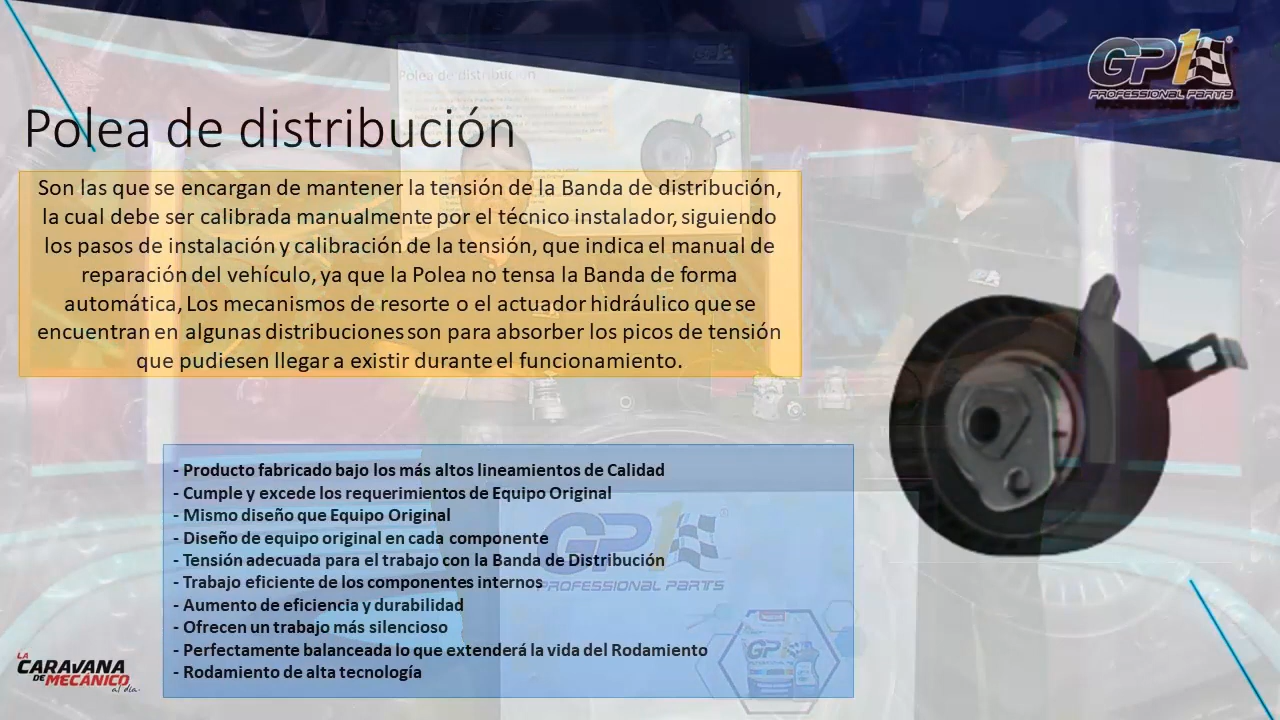 GP1®
PROFESSIONAL PARTS
Polea de distribución
Polea de distribución
Son las que se encargan de mantener la tensión de la Banda de distribución,
la cual debe ser calibrada manualmente por el técnico instalador, siguiendo
los pasos de instalación y calibración de la tensión, que indica el manual de
reparación del vehículo, ya que la Polea no tensa la Banda de forma
automática, Los mecanismos de resorte o el actuador hidráulico que se
encuentran en algunas distribuciones son para absorber los picos de tensión
que pudiesen llegar a existir durante el funcionamiento.
- Producto fabricado bajo los más altos lineamientos de Calidad
- Cumple y excede los requerimientos de Equipo Original
- Mismo diseño que Equipo Original
- Diseño de equipo original en cada componente
- Tensión adecuada para el trabajo con la Banda de Distribución
- Trabajo eficiente de los componentes internos
- Aumento de eficiencia y durabilidad
- Ofrecen un trabajo más silencioso
- Perfectamente balanceada lo que extenderá la vida del Rodamiento
- Rodamiento de alta tecnología
GP1®
PROFESSIONAL PARTS
GP1
LA
CARAVANA
DE MECÁNICO
al día.